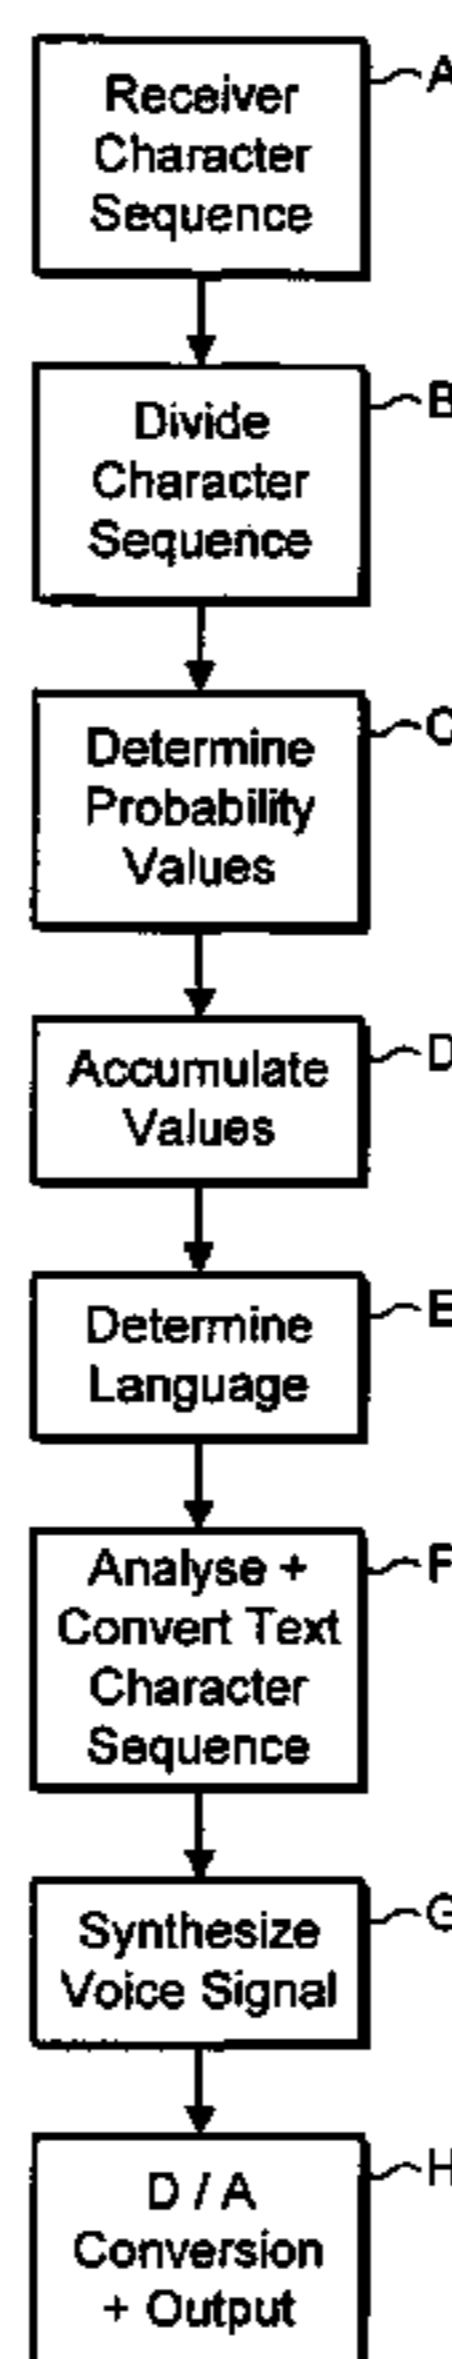 Receiver
Character
Sequence
A
Divide
Character
Sequence
B
Determine
Probability
Values
C
Accumulate
Values
D
Determine
Language
E
Analyse +
Convert Text
Character
Sequence
F
Synthesize
Voice Signal
G
D / A
Conversion
+ Output
H